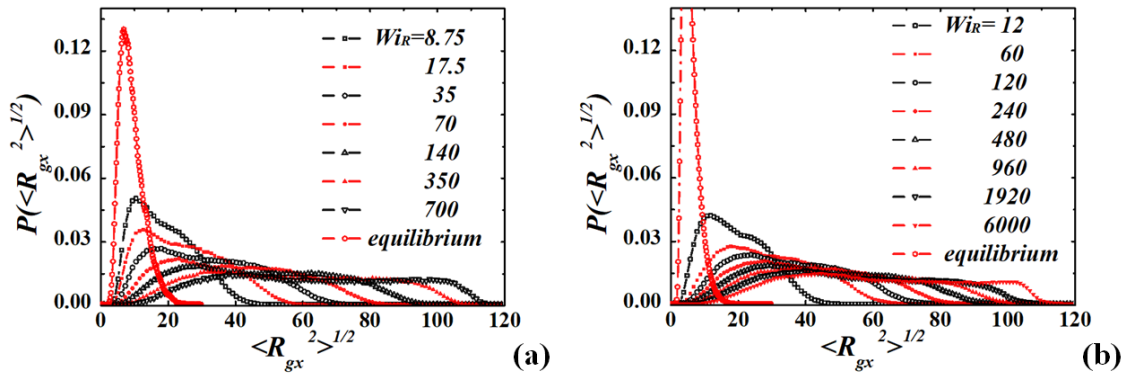 0.12
0.09
0.06
0.03
0.00
P(<R_gx^2>^1/2)
Wi_R=8.75
17.5
35
70
140
350
700
equilibrium
0 20 40 60 80 100 120
<R_gx^2>^1/2
(a)
0.12
0.09
0.06
0.03
0.00
P(<R_gx^2>^1/2)
Wi_R= 12
60
120
240
480
960
1920
6000
equilibrium
0 20 40 60 80 100 120
<R_gx^2>^1/2
(b)